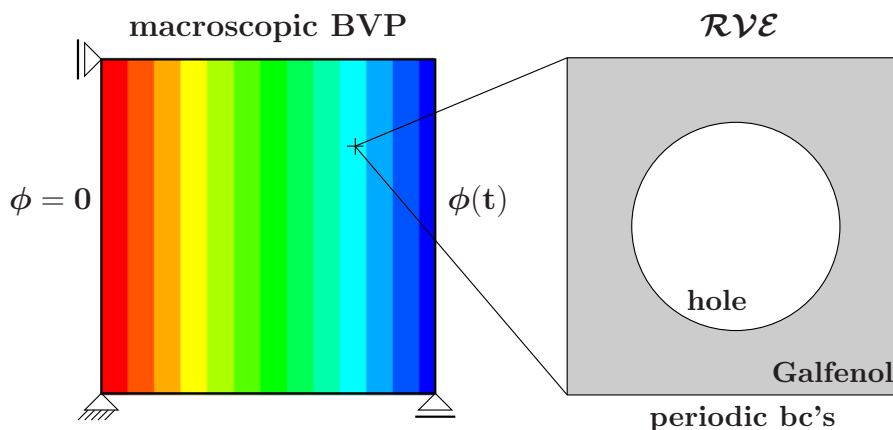 macroscopic BVP
RVE
ϕ = 0
ϕ(t)
hole
Galfenol
periodic bc's